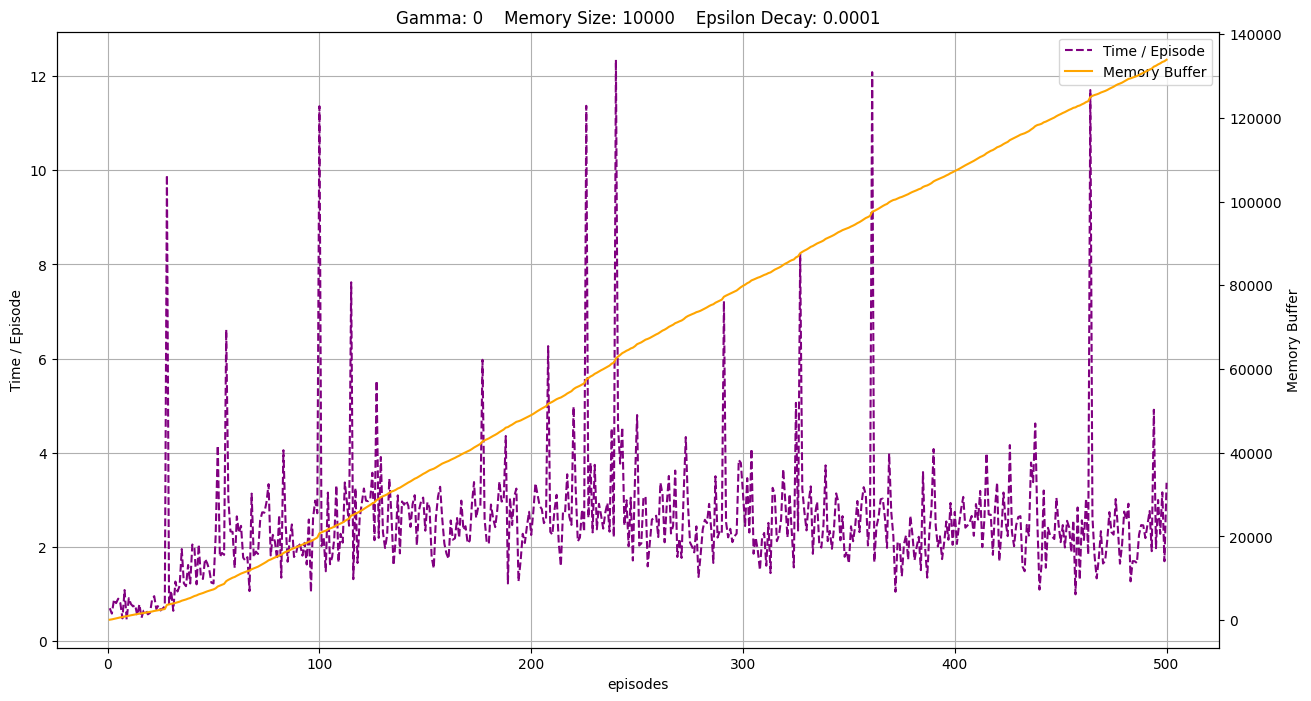 Gamma: 0    Memory Size: 10000    Epsilon Decay: 0.0001
Time / Episode
Memory Buffer
12
10
8
6
4
2
0
Time / Episode
140000
120000
100000
80000
60000
40000
20000
0
Memory Buffer
0 100 200 300 400 500
episodes